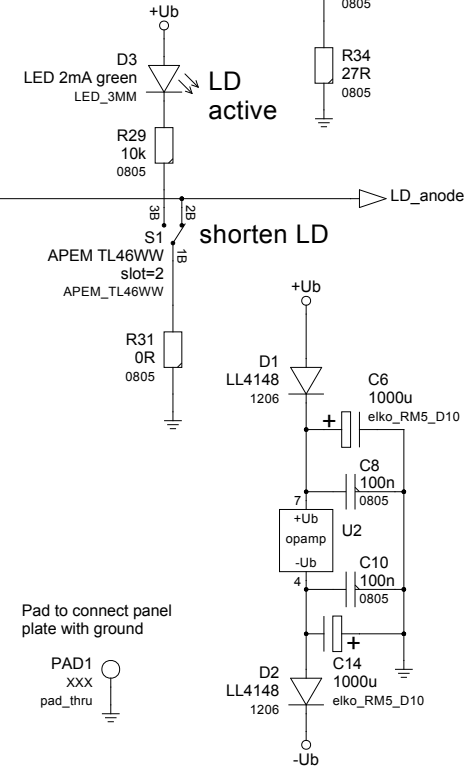 +Ub
D3
LED 2mA green
LED_3MM
LD
active
R29
10k
0805
0805
R34
27R
0805
LD_anode
3B
2B
S1
shorten LD
1B
APEM TL46WW
slot=2
APEM_TL46WW
R31
0R
0805
+Ub
D1
LL4148
1206
C6
1000u
+
elko_RM5_D10
C8
100n
0805
7
+Ub
opamp
-Ub
U2
4
C10
100n
0805
+
C14
1000u
elko_RM5_D10
D2
LL4148
1206
-Ub
Pad to connect panel
plate with ground
PAD1
XXX
pad_thru